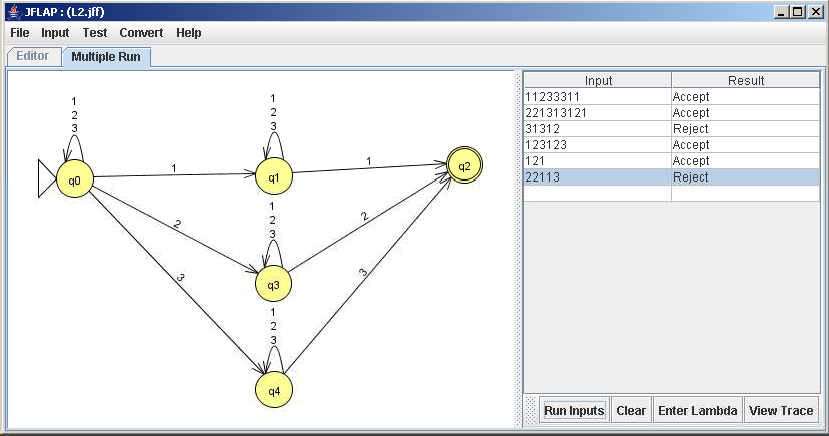 JFLAP : (L2.jff)
File Input Test Convert Help
Editor Multiple Run
1
2
3
1
2
3
q0
1
q1
1
q2
2
1
2
3
q3
2
3
1
2
3
q4
3
Input Result
11233311 Accept
221313121 Accept
31312 Reject
123123 Accept
121 Accept
22113 Reject
Run Inputs Clear Enter Lambda View Trace